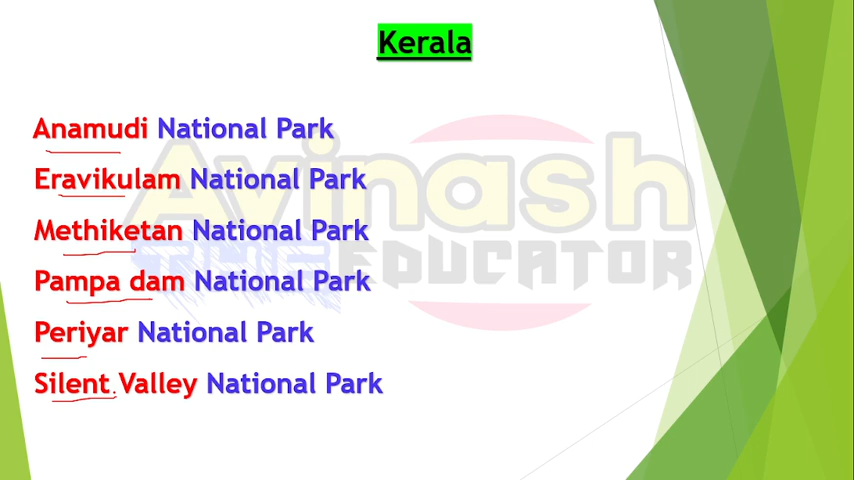 Kerala
Anamudi National Park
Eravikulam National Park
Methiketan National Park
Pampa dam National Park
Periyar National Park
Silent Valley National Park
Avinash
THE EDUCATOR